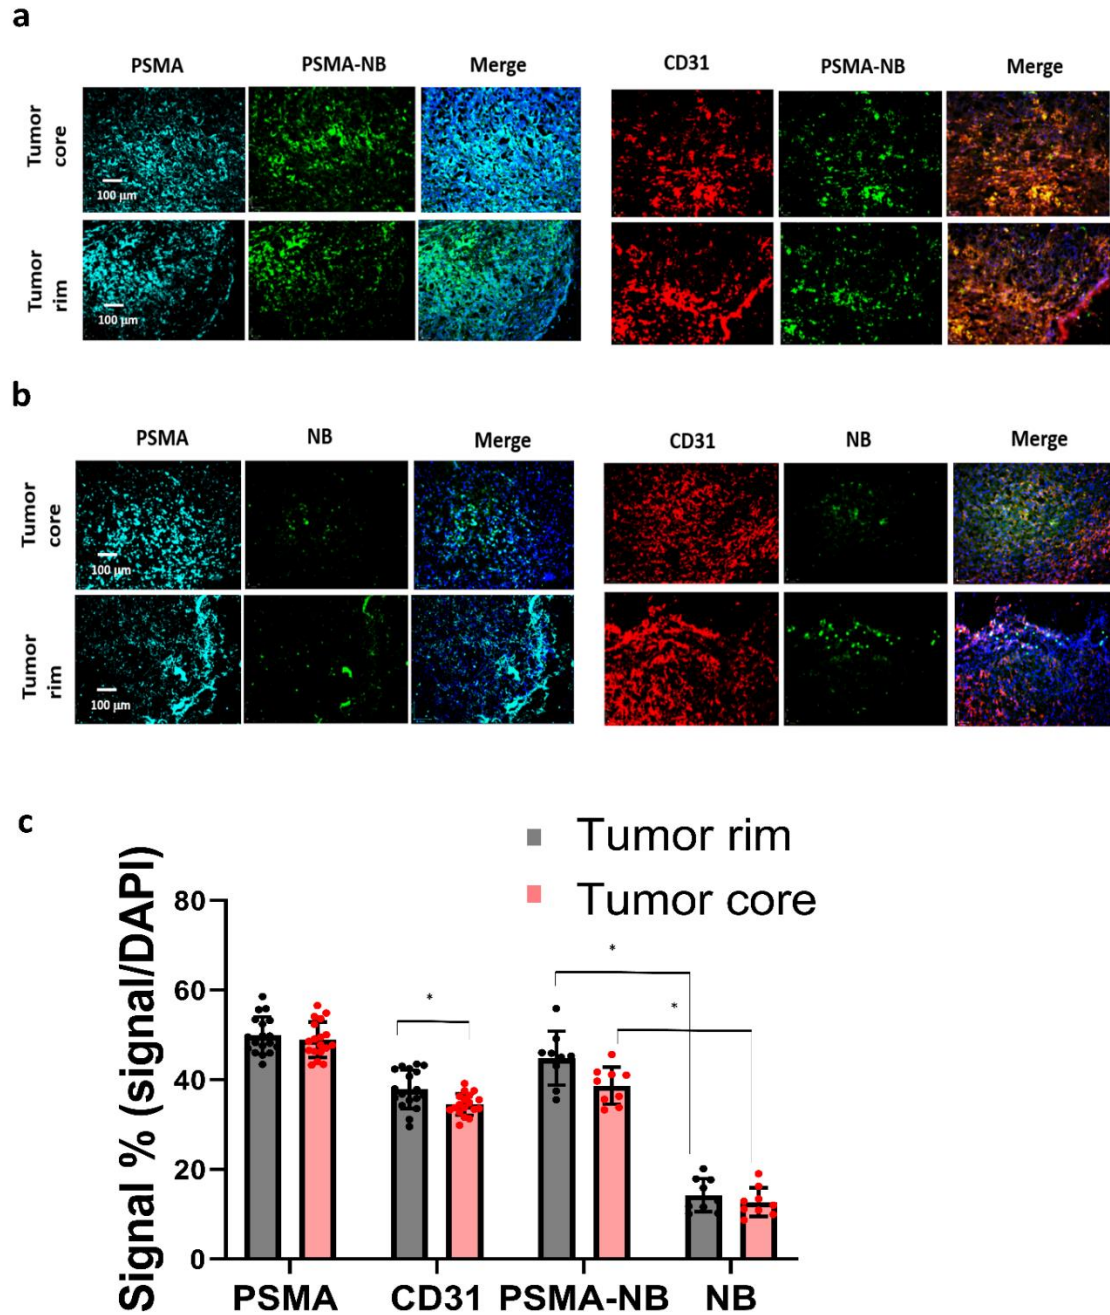 a
PSMA PSMA-NB Merge CD31 PSMA-NB Merge
Tumor core
100 µm
Tumor rim
100 µm
b
PSMA NB Merge CD31 NB Merge
Tumor core
100 µm
Tumor rim
100 µm
c
Tumor rim
Tumor core
Signal % (signal/DAPI)
80
60
40
20
0
*
*
*
PSMA CD31 PSMA-NB NB